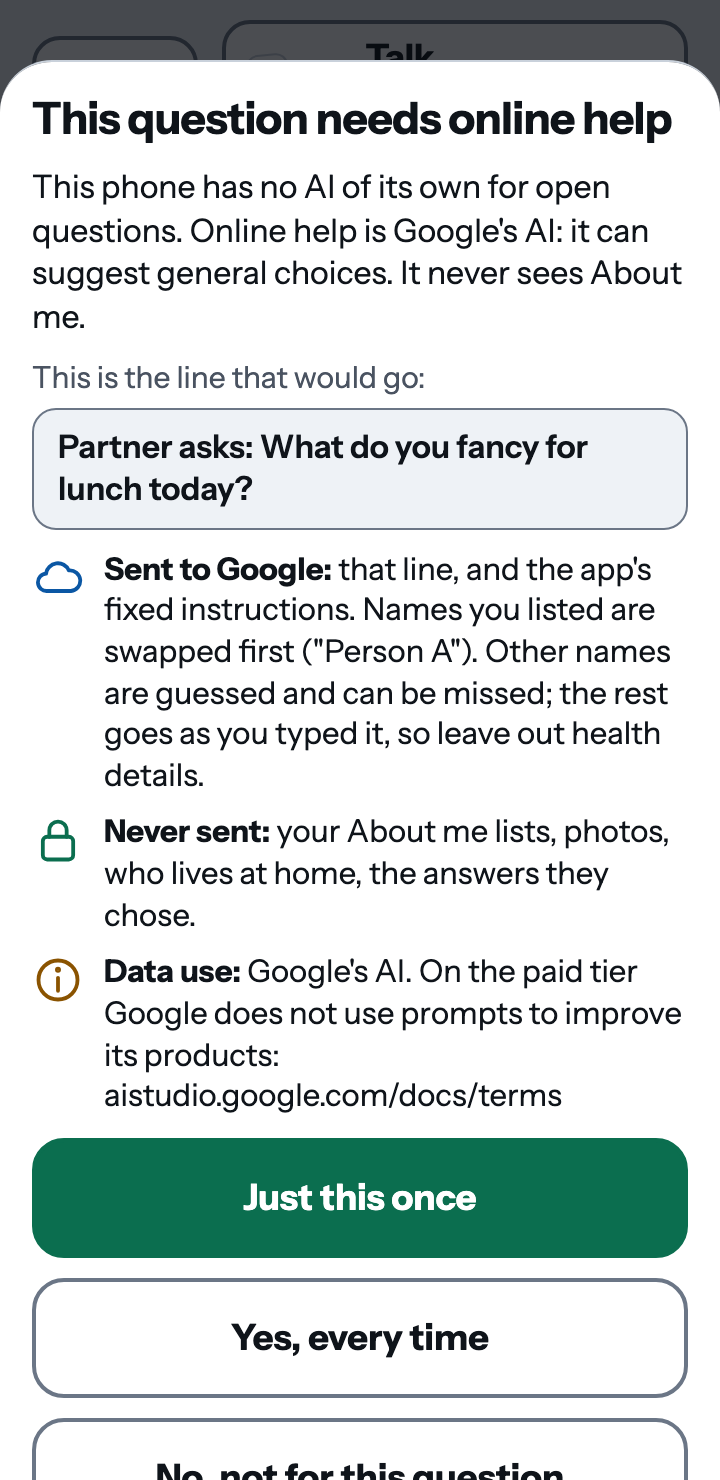 Talk
This question needs online help
This phone has no AI of its own for open
questions. Online help is Google's AI: it can
suggest general choices. It never sees About
me.
This is the line that would go:
Partner asks: What do you fancy for
lunch today?
Sent to Google: that line, and the app's
fixed instructions. Names you listed are
swapped first ("Person A"). Other names
are guessed and can be missed; the rest
goes as you typed it, so leave out health
details.
Never sent: your About me lists, photos,
who lives at home, the answers they
chose.
Data use: Google's AI. On the paid tier
Google does not use prompts to improve
its products:
aistudio.google.com/docs/terms
Just this once
Yes, every time
No, not for this question